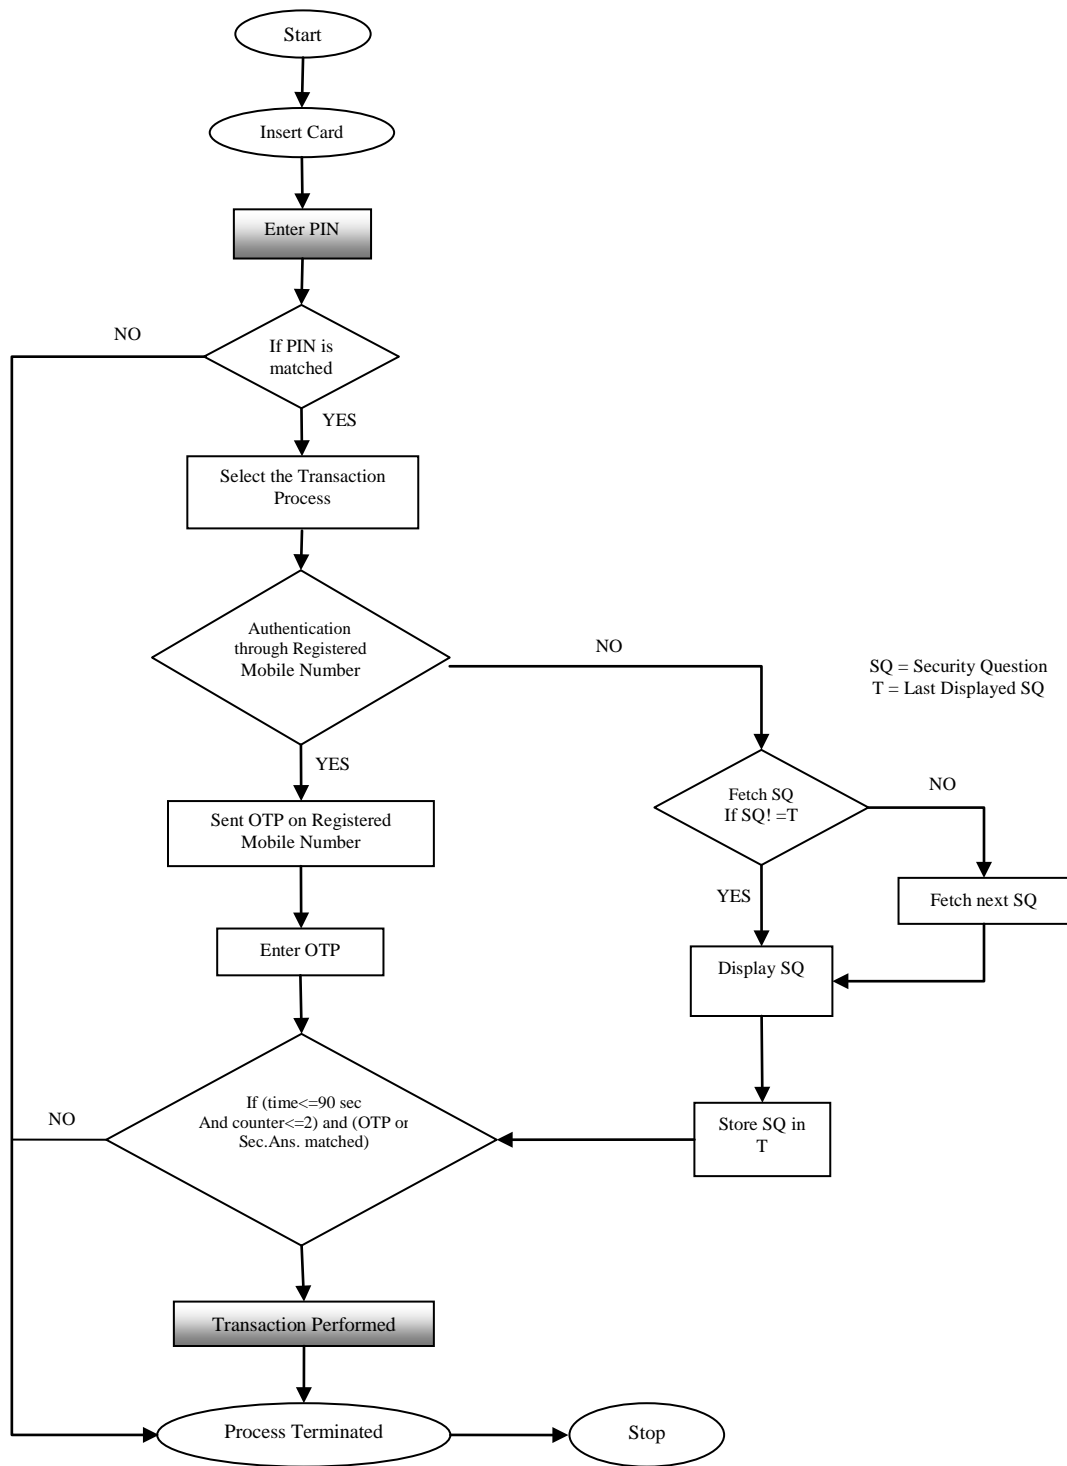 Start
Insert Card
Enter PIN
NO
If PIN is
matched
YES
Select the Transaction
Process
Authentication
through Registered
Mobile Number
NO
SQ = Security Question
T = Last Displayed SQ
YES
Fetch SQ
If SQ! =T
NO
Sent OTP on Registered
Mobile Number
YES
Fetch next SQ
Enter OTP
Display SQ
If (time<=90 sec
And counter<=2) and (OTP or
Sec.Ans. matched)
NO
Store SQ in
T
Transaction Performed
Process Terminated
Stop